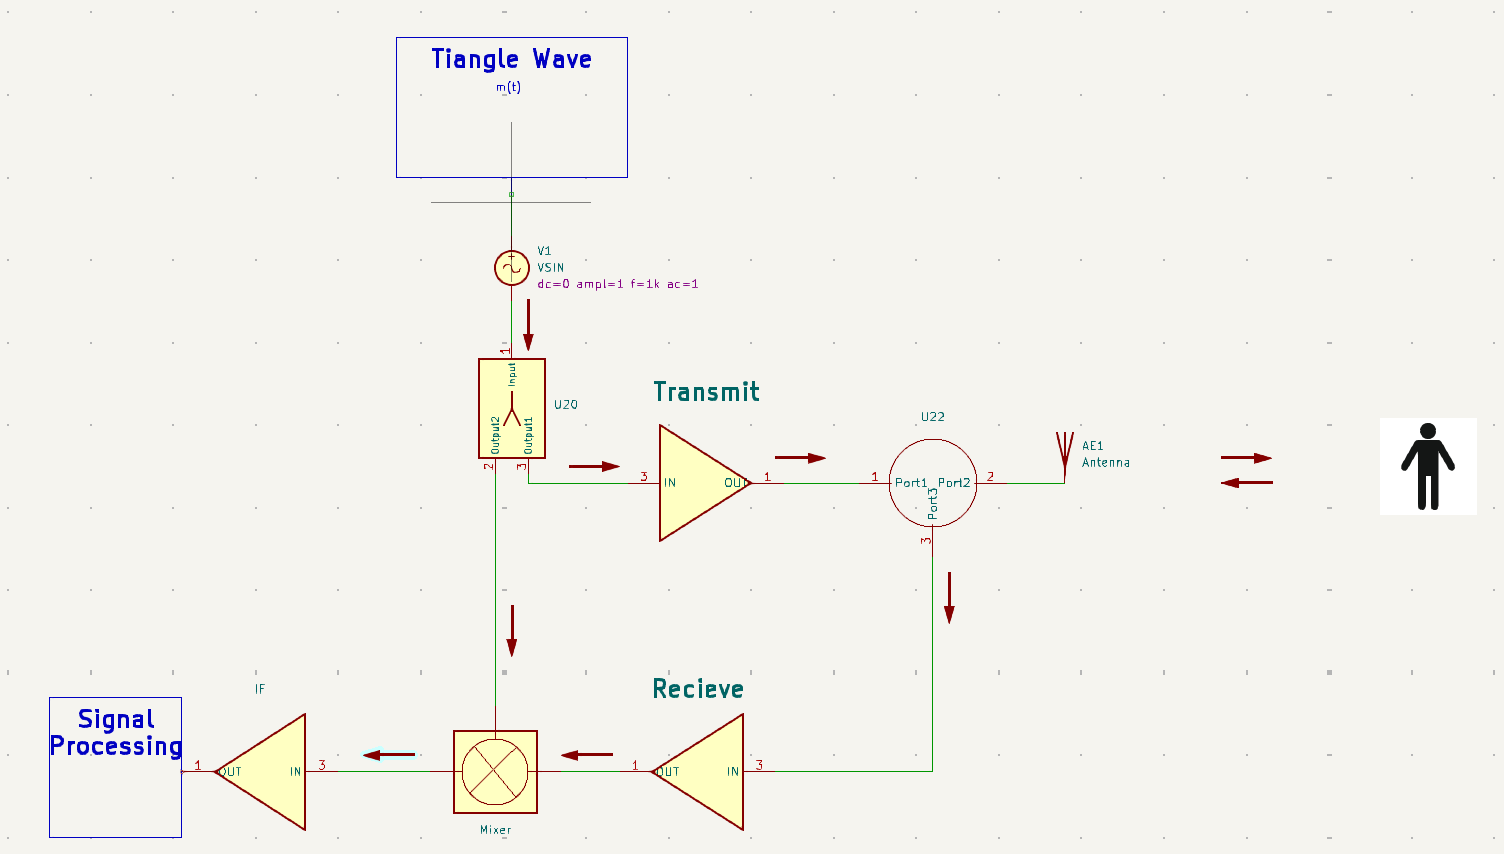 Tiangle Wave
m(t)
V1
VSIN
dc=0 ampl=1 f=1k ac=1
1
Input
Output2
Output1
U20
2
3
Transmit
3
IN
OUT
1
U22
1
Port1
Port2
Port3
2
3
AE1
Antenna
IF
Signal
Processing
1
OUT
IN
3
Mixer
Recieve
1
OUT
IN
3